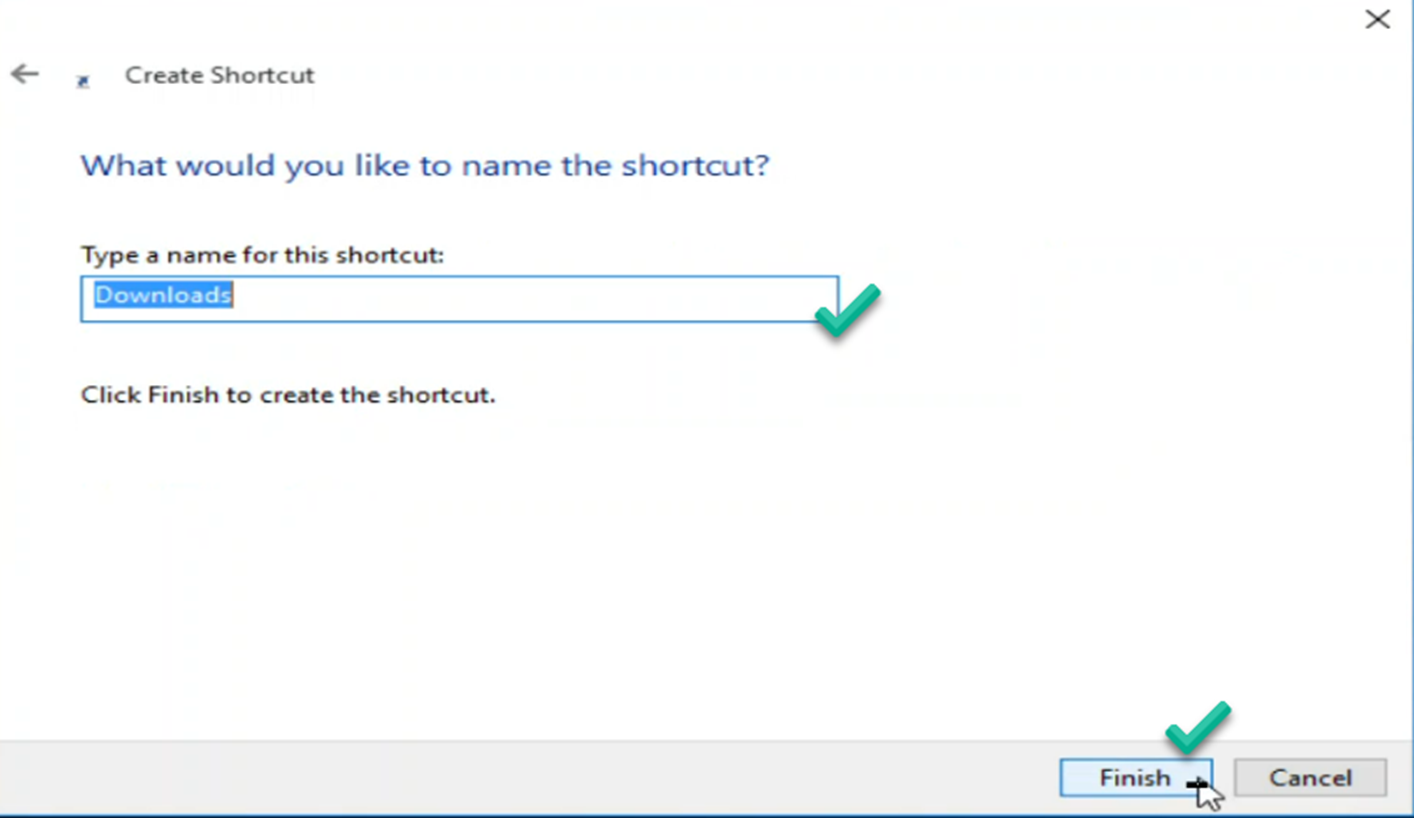 Create Shortcut
What would you like to name the shortcut?
Type a name for this shortcut:
Downloads
Click Finish to create the shortcut.
Finish
Cancel